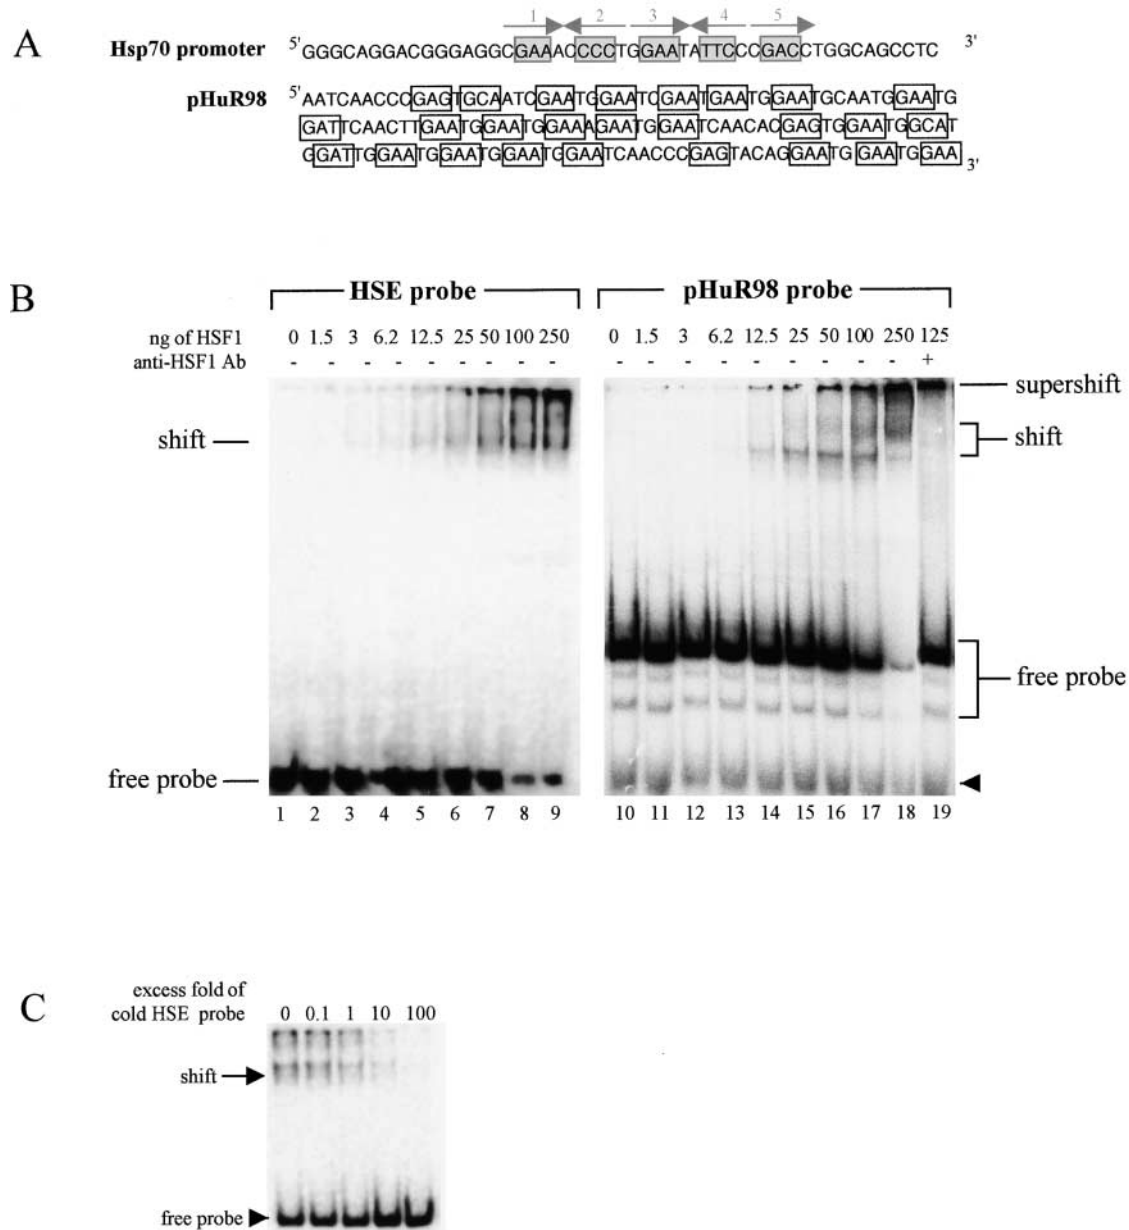 A
1 2 3 4 5
Hsp70 promoter 5' GGGCAGGACGGGAGGCGAAACCCCTGGAATATTCCCGACCTGGCAGCCTC 3'
pHuR98 5' AATCAACCCGAGTGCAATCGAATGGAATCGAATGAATGGAATGCAATGGAATG
GATTCAACTTGAATGGAATGGAAAGAATGGAATCAACACGAGTGGAATGGCAT
GGATTGGAATGGAATGGAATGGAATCAACCCGAGTACAGGAATGGAATGGAA 3'
B
HSE probe pHuR98 probe
ng of HSF1 0 1.5 3 6.2 12.5 25 50 100 250 0 1.5 3 6.2 12.5 25 50 100 250 125
anti-HSF1 Ab - - - - - - - - - - - - - - - - - - +
supershift
shift shift
free probe
free probe
1 2 3 4 5 6 7 8 9 10 11 12 13 14 15 16 17 18 19
C
excess fold of
cold HSE probe 0 0.1 1 10 100
shift
free probe